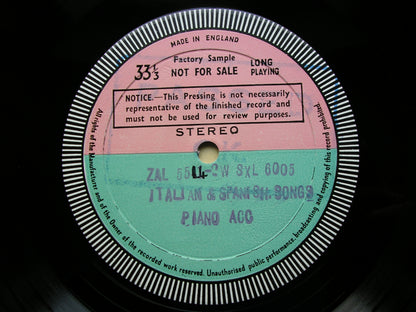 MADE IN ENGLAND
Factory Sample
33⅓ NOT FOR SALE LONG PLAYING
NOTICE.—This Pressing is not necessarily
representative of the finished record and
must not be used for review purposes.
STEREO
ZAL SXL 6005
ITALIAN & SPANISH SONGS
PIANO ACC
All rights of the Manufacturer and of the Owner of the recorded work reserved. Unauthorised public performance, broadcasting and copying of this record prohibited.